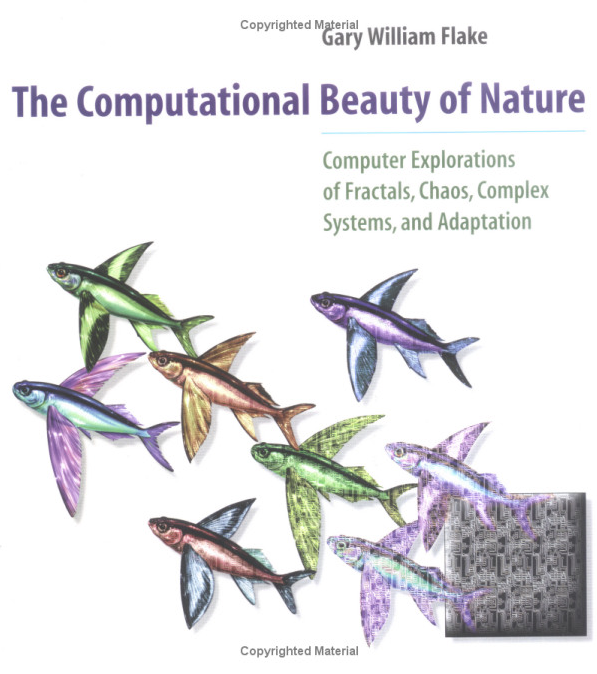 Copyrighted Material
Gary William Flake
The Computational Beauty of Nature
Computer Explorations
of Fractals, Chaos, Complex
Systems, and Adaptation
Copyrighted Material